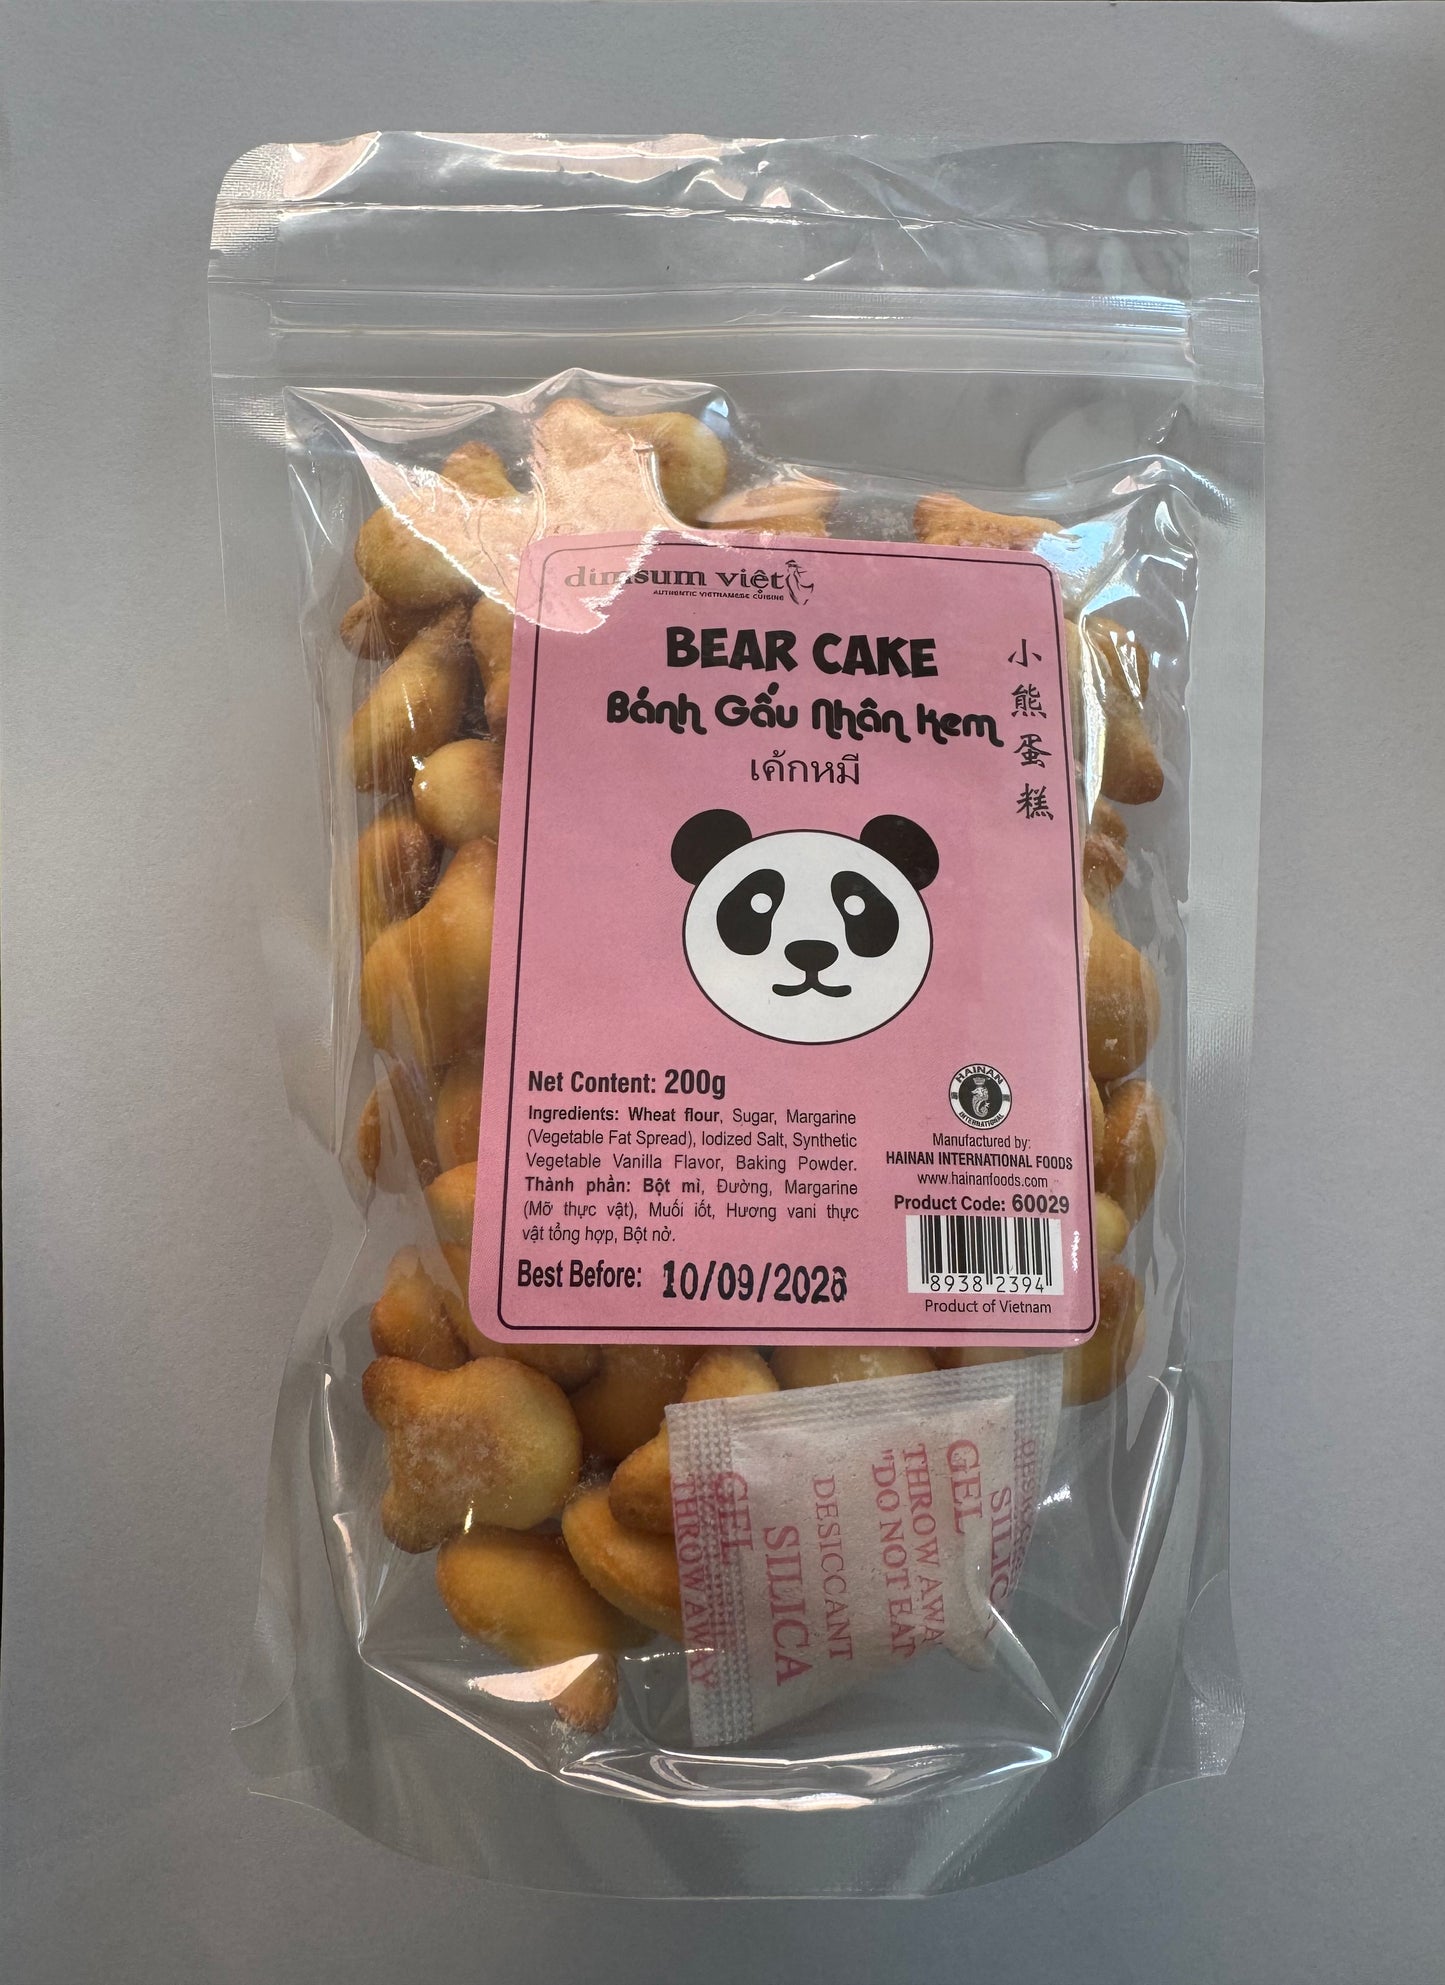 dimsum việt
AUTHENTIC VIETNAMESE CUISINE
BEAR CAKE
Bánh Gấu Nhân Kem
เค้กหมี
小熊蛋糕
Net Content: 200g
Ingredients: Wheat flour, Sugar, Margarine
(Vegetable Fat Spread), Iodized Salt, Synthetic
Vegetable Vanilla Flavor, Baking Powder.
Thành phần: Bột mì, Đường, Margarine
(Mỡ thực vật), Muối iốt, Hương vani thực
vật tổng hợp, Bột nở.
Best Before: 10/09/2026
HAINAN
INTERNATIONAL
Manufactured by:
HAINAN INTERNATIONAL FOODS
www.hainanfoods.com
Product Code: 60029
8938 2394
Product of Vietnam
GEL
THROW AWAY
SILICA
DESICCANT
"DO NOT EAT
THROW AWA
GEL